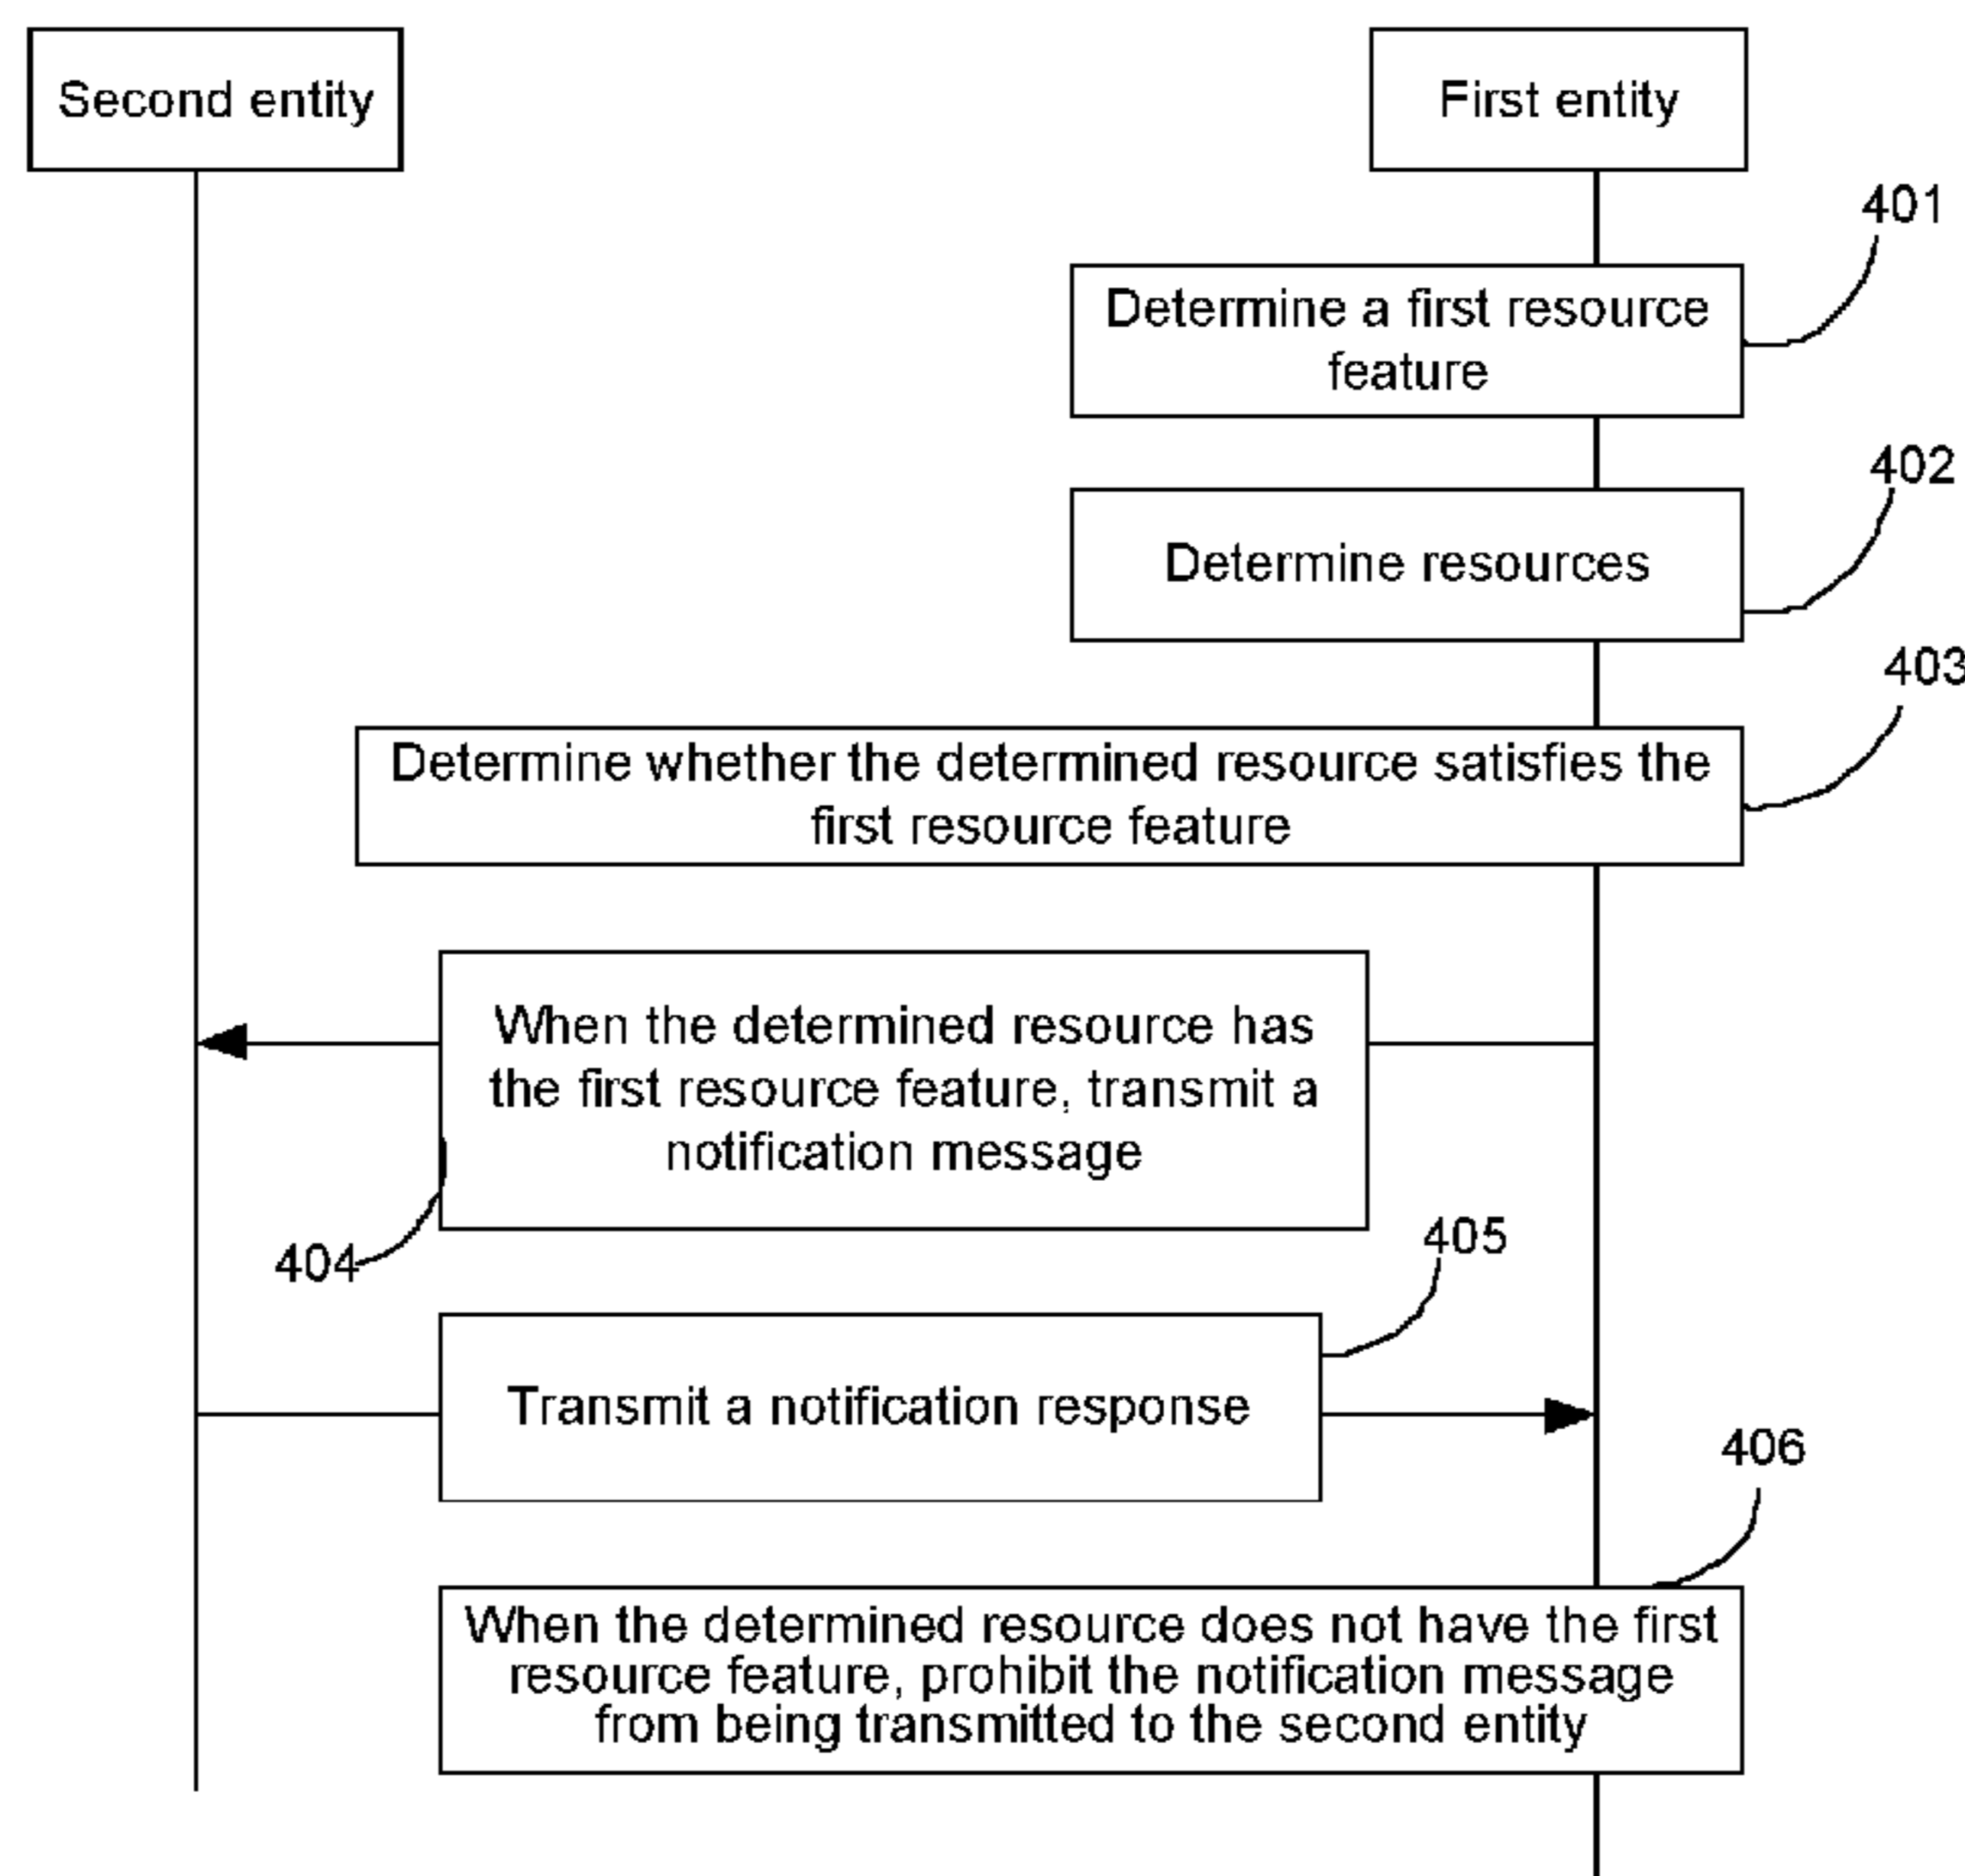 Second entity
First entity
401
Determine a first resource
feature
402
Determine resources
403
Determine whether the determined resource satisfies the
first resource feature
When the determined resource has
the first resource feature, transmit a
notification message
404
405
Transmit a notification response
406
When the determined resource does not have the first
resource feature, prohibit the notification message
from being transmitted to the second entity